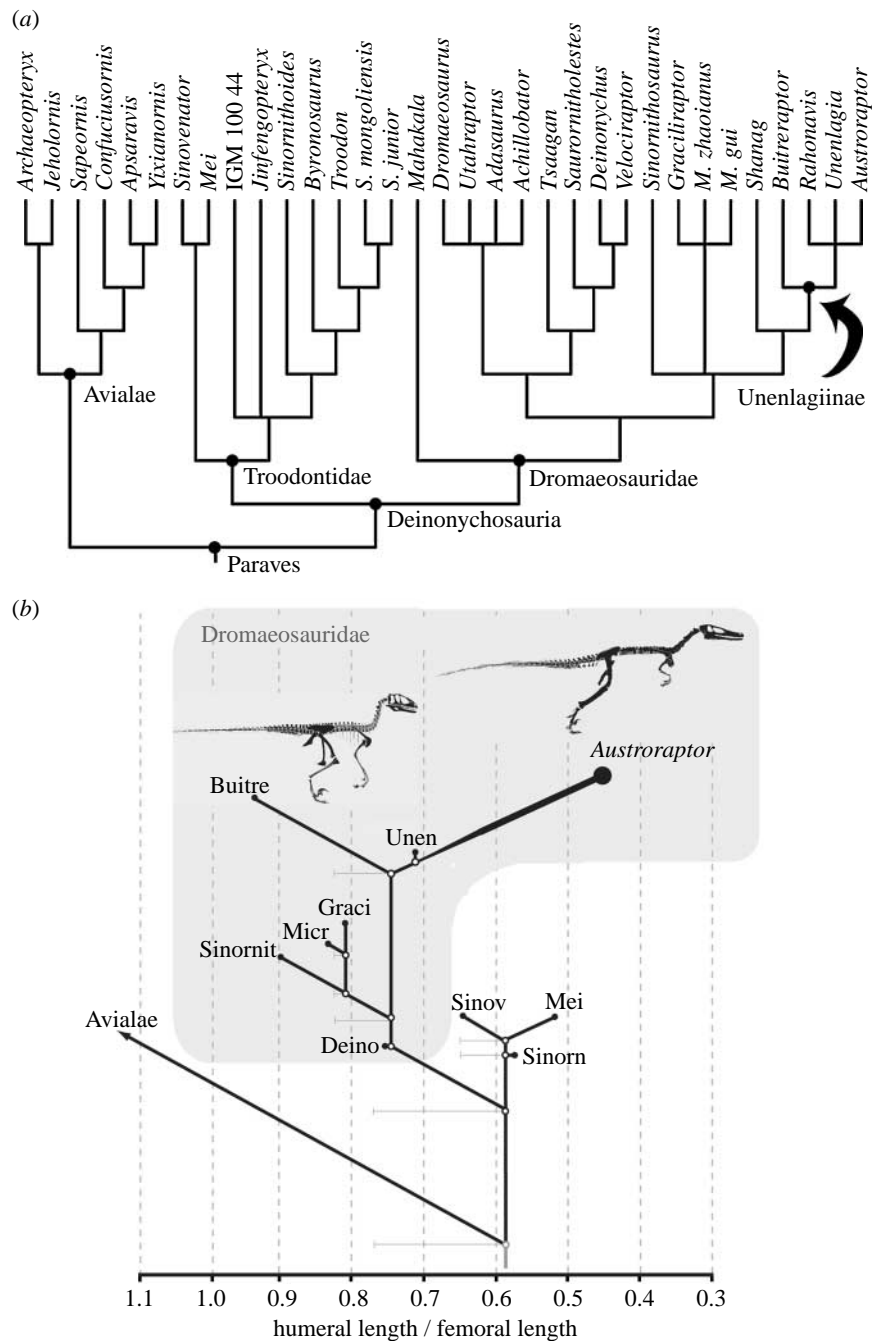 (a)
Archaeopteryx
Jeholornis
Sapeornis
Confuciusornis
Apsaravis
Yixianornis
Sinovenator
Mei
IGM 100 44
Jinfengopteryx
Sinornithoides
Byronosaurus
Troodon
S. mongoliensis
S. junior
Mahakala
Dromaeosaurus
Utahraptor
Adasaurus
Achillobator
Tsaagan
Saurornitholestes
Deinonychus
Velociraptor
Sinornithosaurus
Graciliraptor
M. zhaoianus
M. gui
Shanag
Buitreraptor
Rahonavis
Unenlagia
Austroraptor
Avialae
Unenlagiinae
Troodontidae
Dromaeosauridae
Deinonychosauria
Paraves
(b)
Dromaeosauridae
Austroraptor
Buitre
Unen
Graci
Micr
Sinornit
Sinov
Mei
Avialae
Deino
Sinorn
1.1 1.0 0.9 0.8 0.7 0.6 0.5 0.4 0.3
humeral length / femoral length